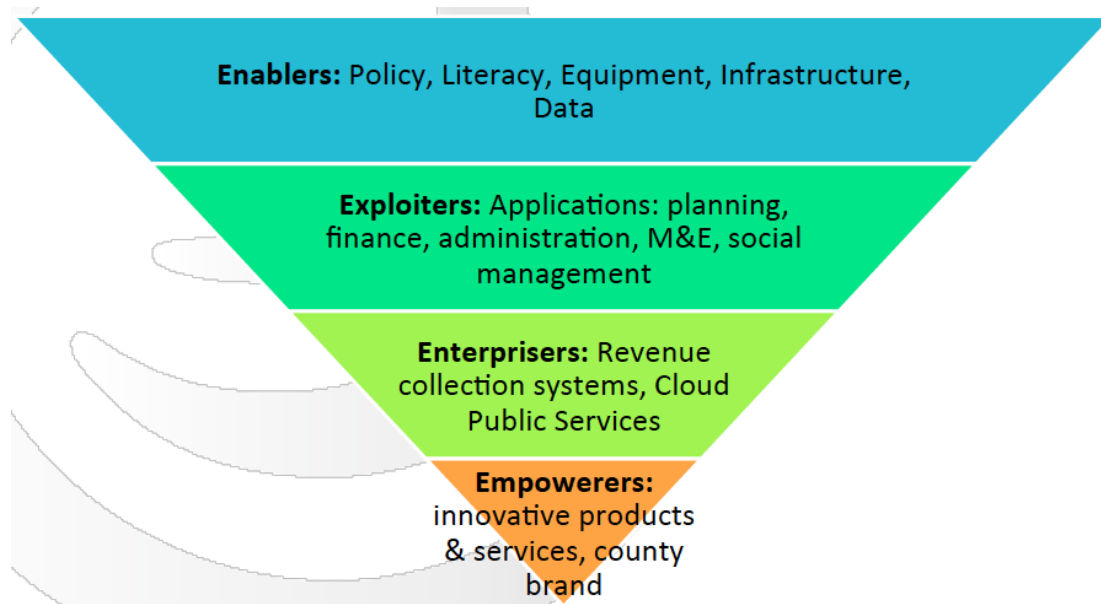 Enablers: Policy, Literacy, Equipment, Infrastructure,
Data
Exploiters: Applications: planning,
finance, administration, M&E, social
management
Enterprisers: Revenue
collection systems, Cloud
Public Services
Empowerers:
innovative products
& services, county
brand